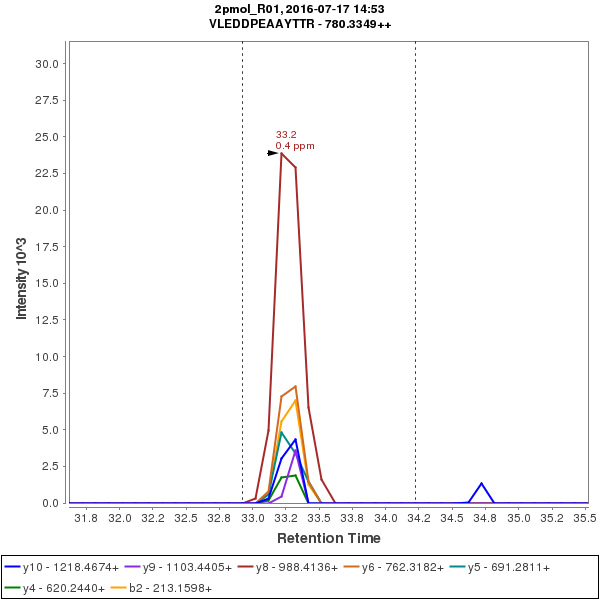 2pmol_R01, 2016-07-17 14:53
VLEDDPEAAYTTR - 780.3349++
Intensity 10^3
30.0
27.5
25.0
22.5
20.0
17.5
15.0
12.5
10.0
7.5
5.0
2.5
0.0
33.2
0.4 ppm
31.8 32.0 32.2 32.5 32.8 33.0 33.2 33.5 33.8 34.0 34.2 34.5 34.8 35.0 35.2 35.5
Retention Time
y10 - 1218.4674+ y9 - 1103.4405+ y8 - 988.4136+ y6 - 762.3182+ y5 - 691.2811+
y4 - 620.2440+ b2 - 213.1598+